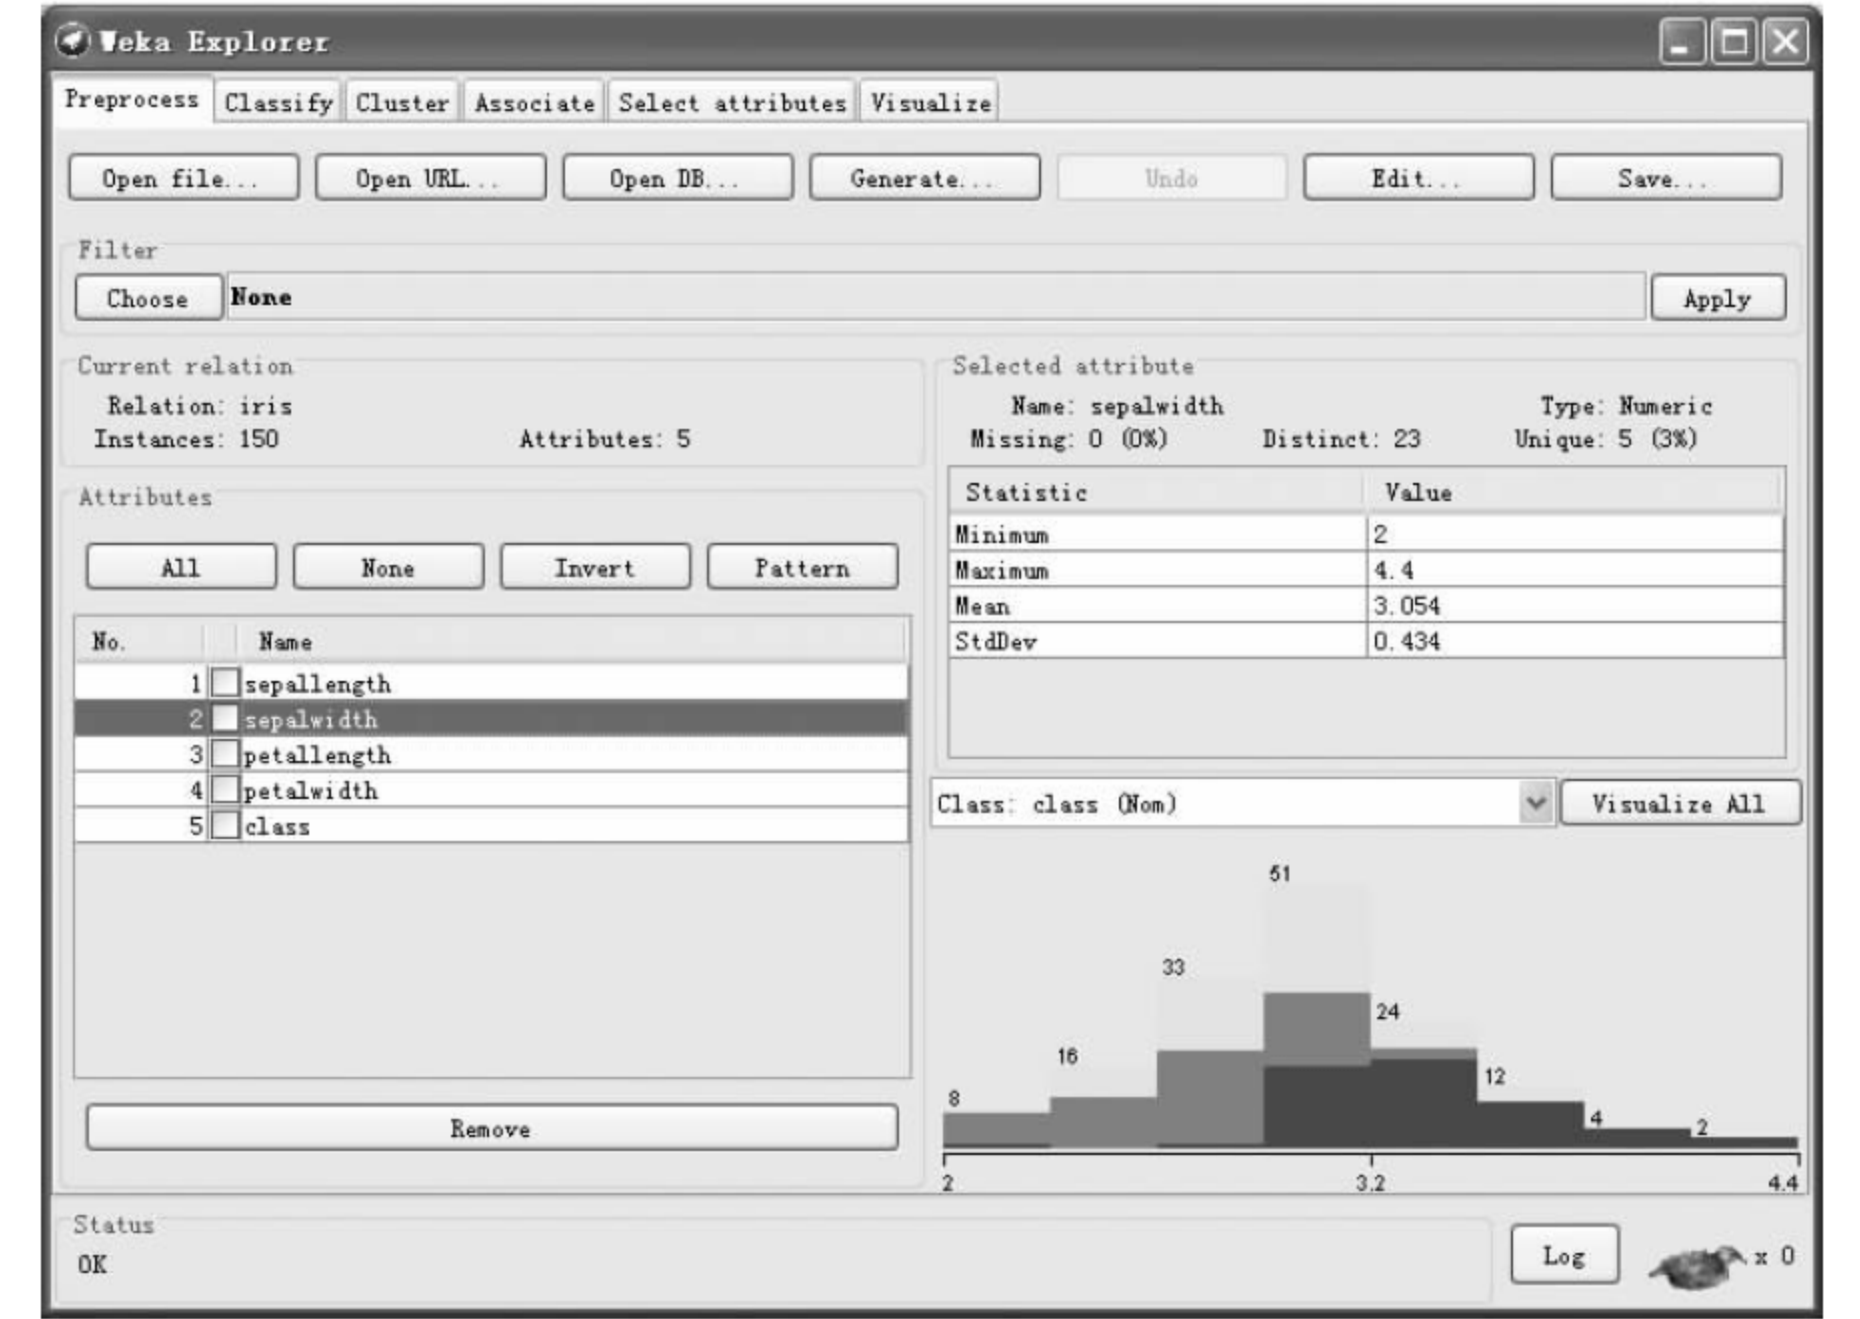 Weka Explorer
Preprocess Classify Cluster Associate Select attributes Visualize
Open file... Open URL... Open DB... Generate... Undo Edit... Save...
Filter
Choose None Apply
Current relation
Relation: iris
Instances: 150 Attributes: 5
Attributes
All None Invert Pattern
No. Name
1 sepallength
2 sepalwidth
3 petallength
4 petalwidth
5 class
Remove
Selected attribute
Name: sepalwidth Type: Numeric
Missing: 0 (0%) Distinct: 23 Unique: 5 (3%)
Statistic Value
Minimum 2
Maximum 4.4
Mean 3.054
StdDev 0.434
Class: class (Nom) Visualize All
51
33
24
16
12
8
4
2
2 3.2 4.4
Status
OK
Log x 0